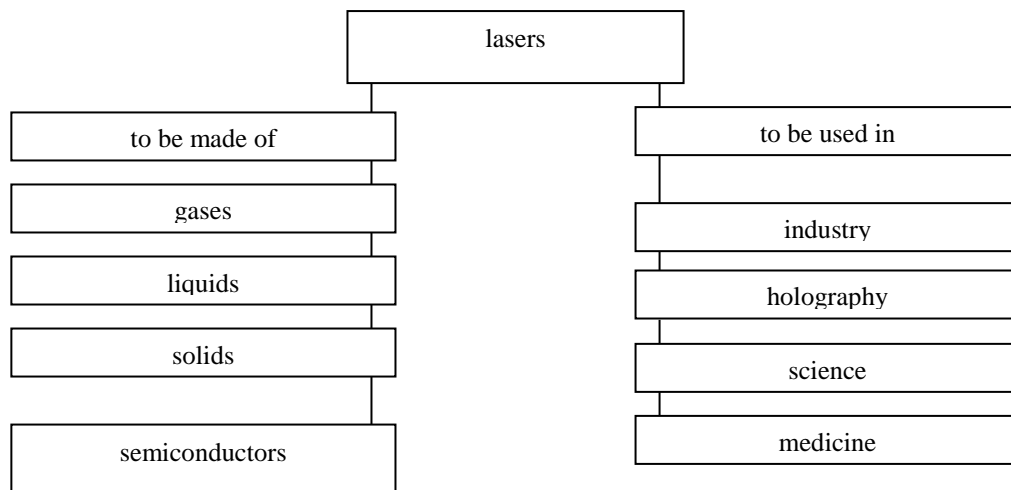 lasers
to be made of
gases
liquids
solids
semiconductors
to be used in
industry
holography
science
medicine